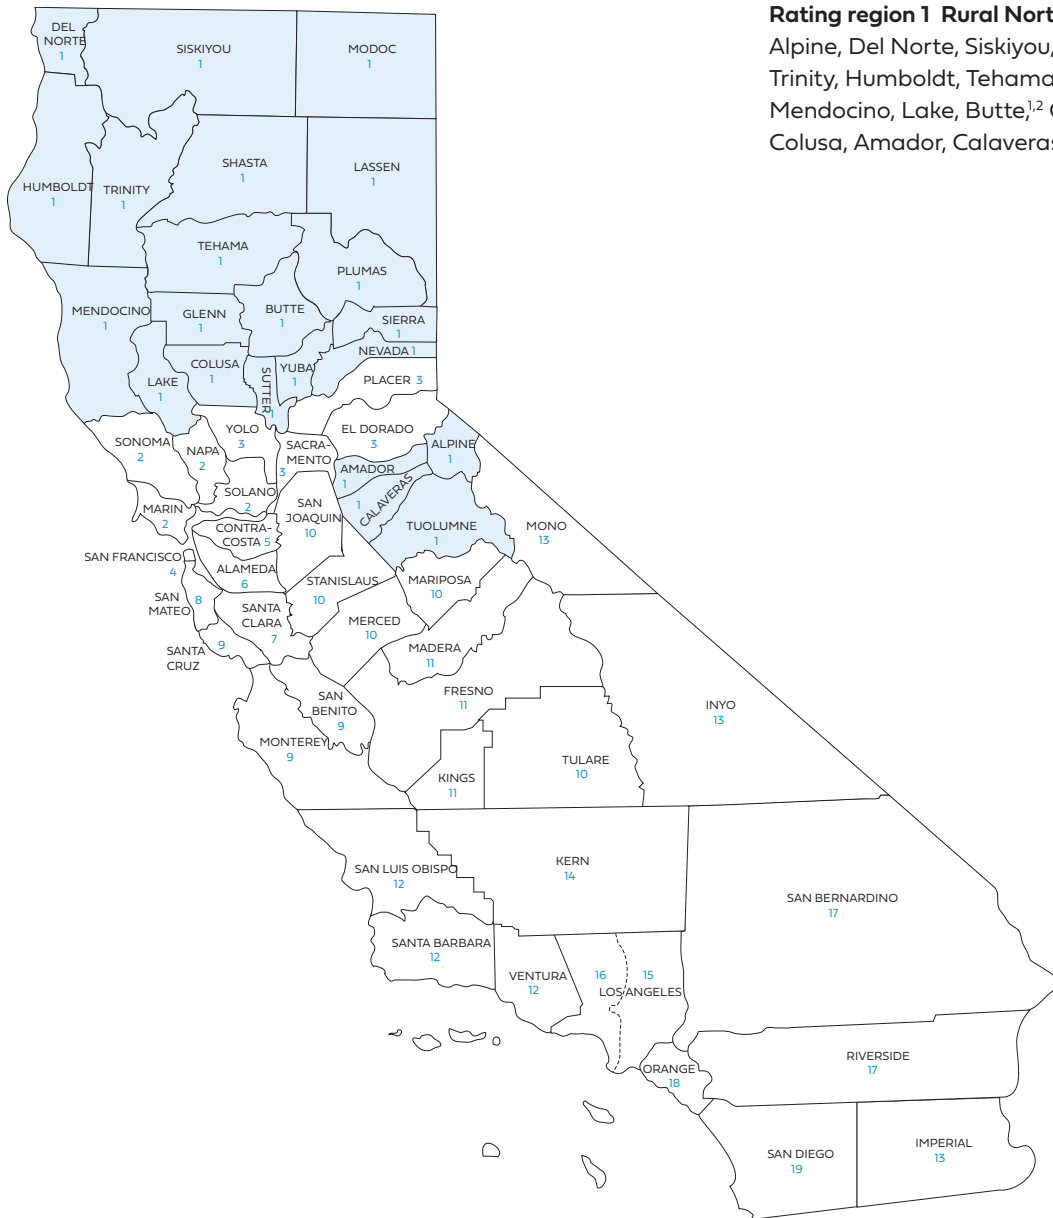 Rating region 1 Rural Nort
Alpine, Del Norte, Siskiyou,
Trinity, Humboldt, Tehama
Mendocino, Lake, Butte,1,2
Colusa, Amador, Calaveras
DEL
NORTE
1
SISKIYOU
1
MODOC
1
HUMBOLDT
1
TRINITY
1
SHASTA
1
LASSEN
1
TEHAMA
1
PLUMAS
1
MENDOCINO
1
GLENN
1
BUTTE
1
SIERRA
1
NEVADA 1
LAKE
1
COLUSA
1
SUTTER
1
YUBA
1
PLACER 3
SONOMA
2
NAPA
2
YOLO
3
SACRA-
MENTO
3
EL DORADO
3
ALPINE
1
AMADOR
1
CALAVERAS
1
SOLANO
2
MARIN
2
SAN
JOAQUIN
10
TUOLUMNE
1
MONO
13
CONTRA-
COSTA 5
SAN FRANCISCO
4
ALAMEDA
6
STANISLAUS
10
MARIPOSA
10
SAN
MATEO
8
SANTA
CLARA
7
MERCED
10
SANTA
CRUZ
9
MADERA
11
SAN
BENITO
9
FRESNO
11
INYO
13
MONTEREY
9
KINGS
11
TULARE
10
SAN LUIS OBISPO
12
KERN
14
SAN BERNARDINO
17
SANTA BARBARA
12
VENTURA
12
16
15
LOS ANGELES
ORANGE
18
RIVERSIDE
17
SAN DIEGO
19
IMPERIAL
13